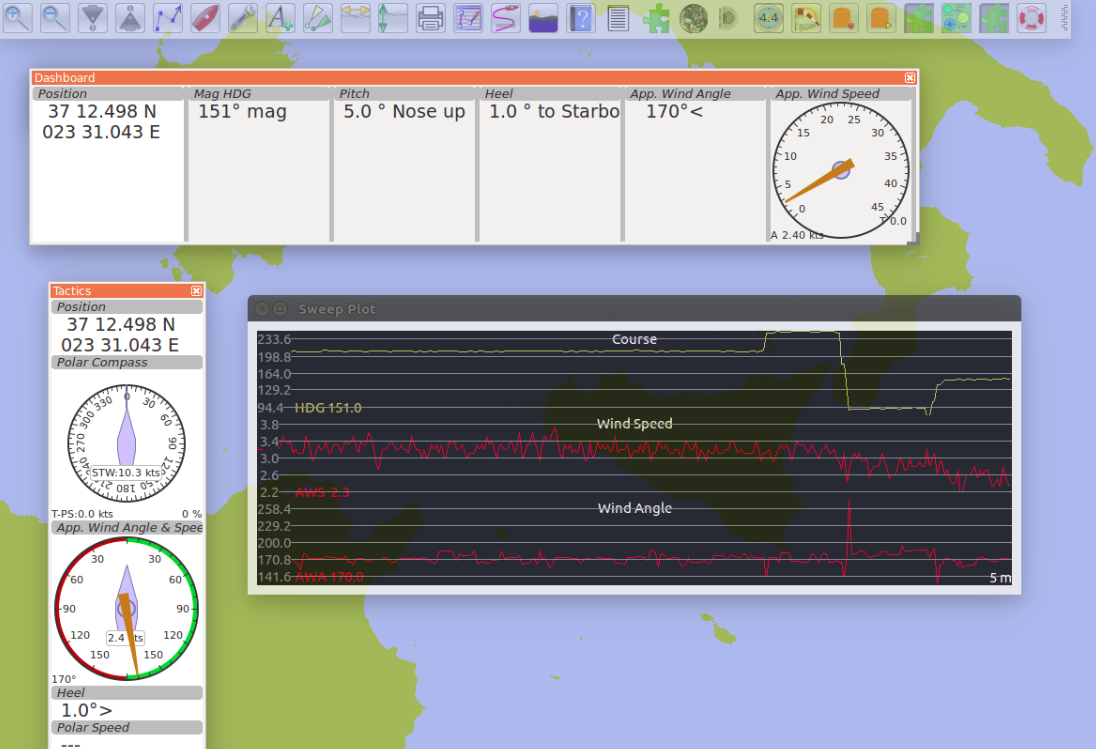 4.4
Dashboard
Position
Mag HDG
Pitch
Heel
App. Wind Angle
App. Wind Speed
37 12.498 N
023 31.043 E
151° mag
5.0 ° Nose up
1.0 ° to Starbo
170°<
0
5
10
15
20
25
30
35
40
45
A 2.40 kts
T 0.0
Tactics
Position
37 12.498 N
023 31.043 E
Polar Compass
0
30
60
90
180
270
300
330
STW:10.3 kts
T-PS:0.0 kts
0 %
App. Wind Angle & Spee
30
30
60
60
90
90
120
120
150
150
2.4 kts
170°
Heel
1.0°>
Polar Speed
---
Sweep Plot
Course
233.6
198.8
164.0
129.2
94.4
HDG 151.0
Wind Speed
3.8
3.4
3.0
2.6
2.2
AWS 2.3
Wind Angle
258.4
229.2
200.0
170.8
141.6
AWA 170.0
5 m